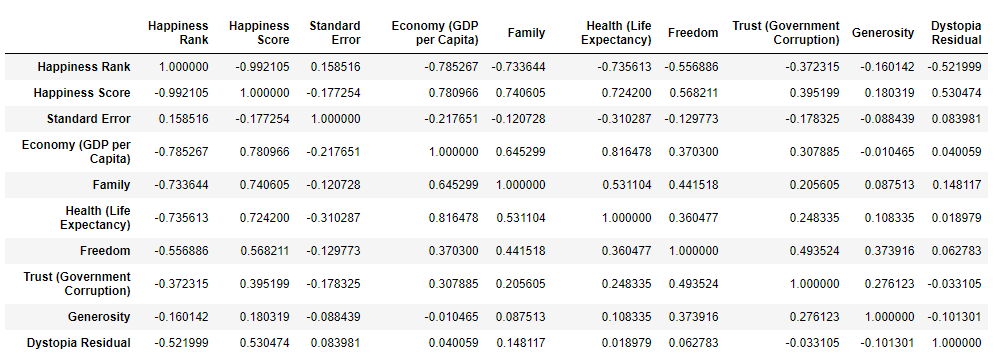 Happiness Rank Happiness Score Standard Error Economy (GDP per Capita) Family Health (Life Expectancy) Freedom Trust (Government Corruption) Generosity Dystopia Residual
Happiness Rank 1.000000 -0.992105 0.158516 -0.785267 -0.733644 -0.735613 -0.556886 -0.372315 -0.160142 -0.521999
Happiness Score -0.992105 1.000000 -0.177254 0.780966 0.740605 0.724200 0.568211 0.395199 0.180319 0.530474
Standard Error 0.158516 -0.177254 1.000000 -0.217651 -0.120728 -0.310287 -0.129773 -0.178325 -0.088439 0.083981
Economy (GDP per Capita) -0.785267 0.780966 -0.217651 1.000000 0.645299 0.816478 0.370300 0.307885 -0.010465 0.040059
Family -0.733644 0.740605 -0.120728 0.645299 1.000000 0.531104 0.441518 0.205605 0.087513 0.148117
Health (Life Expectancy) -0.735613 0.724200 -0.310287 0.816478 0.531104 1.000000 0.360477 0.248335 0.108335 0.018979
Freedom -0.556886 0.568211 -0.129773 0.370300 0.441518 0.360477 1.000000 0.493524 0.373916 0.062783
Trust (Government Corruption) -0.372315 0.395199 -0.178325 0.307885 0.205605 0.248335 0.493524 1.000000 0.276123 -0.033105
Generosity -0.160142 0.180319 -0.088439 -0.010465 0.087513 0.108335 0.373916 0.276123 1.000000 -0.101301
Dystopia Residual -0.521999 0.530474 0.083981 0.040059 0.148117 0.018979 0.062783 -0.033105 -0.101301 1.000000